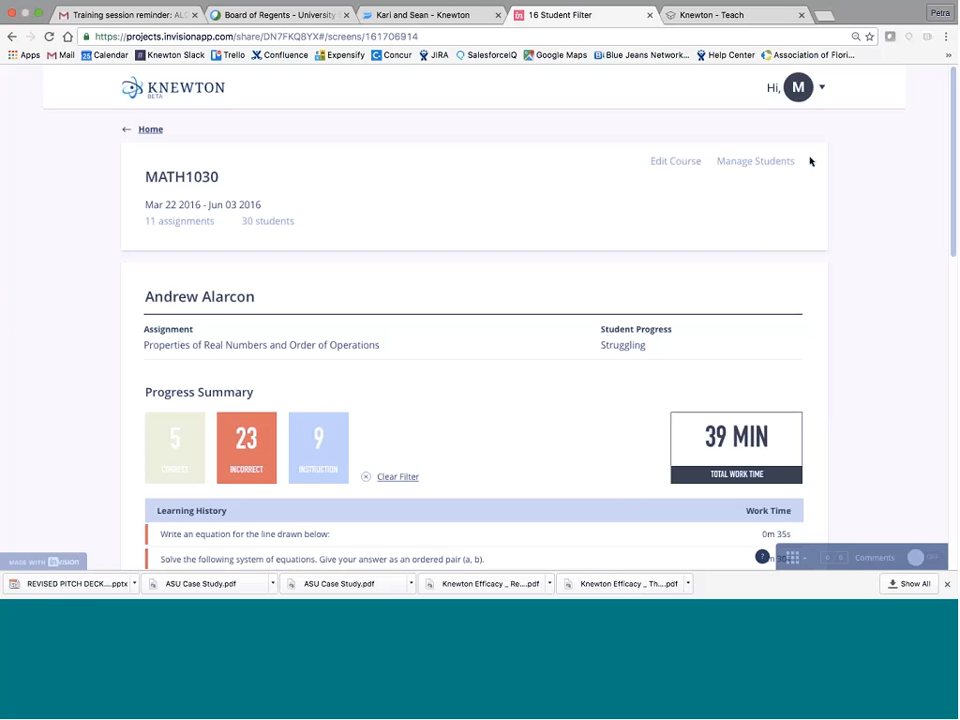 Training session reminder: AL
Board of Regents - University
Kari and Sean - Knewton
16 Student Filter
Knewton - Teach
Petra
https://projects.invisionapp.com/share/DN7FKQBYX#/screens/161706914
Apps
Mail
Calendar
Knewton Slack
Trello
Confluence
Expensify
Concur
JIRA
SalesforceIQ
Google Maps
Blue Jeans Network...
Help Center
Association of Flori...
KNEWTON
BETA
Hi, M
Home
Edit Course
Manage Students
MATH1030
Mar 22 2016 - Jun 03 2016
11 assignments
30 students
Andrew Alarcon
Assignment
Student Progress
Properties of Real Numbers and Order of Operations
Struggling
Progress Summary
5
CORRECT
23
INCORRECT
9
INSTRUCTION
Clear Filter
39 MIN
TOTAL WORK TIME
Learning History
Work Time
Write an equation for the line drawn below:
0m 35s
Solve the following system of equations. Give your answer as an ordered pair (a, b).
MADE WITH invision
?
Comments
REVISED PITCH DECK....pptx
ASU Case Study.pdf
ASU Case Study.pdf
Knewton Efficacy _ Re....pdf
Knewton Efficacy _ Th....pdf
Show All